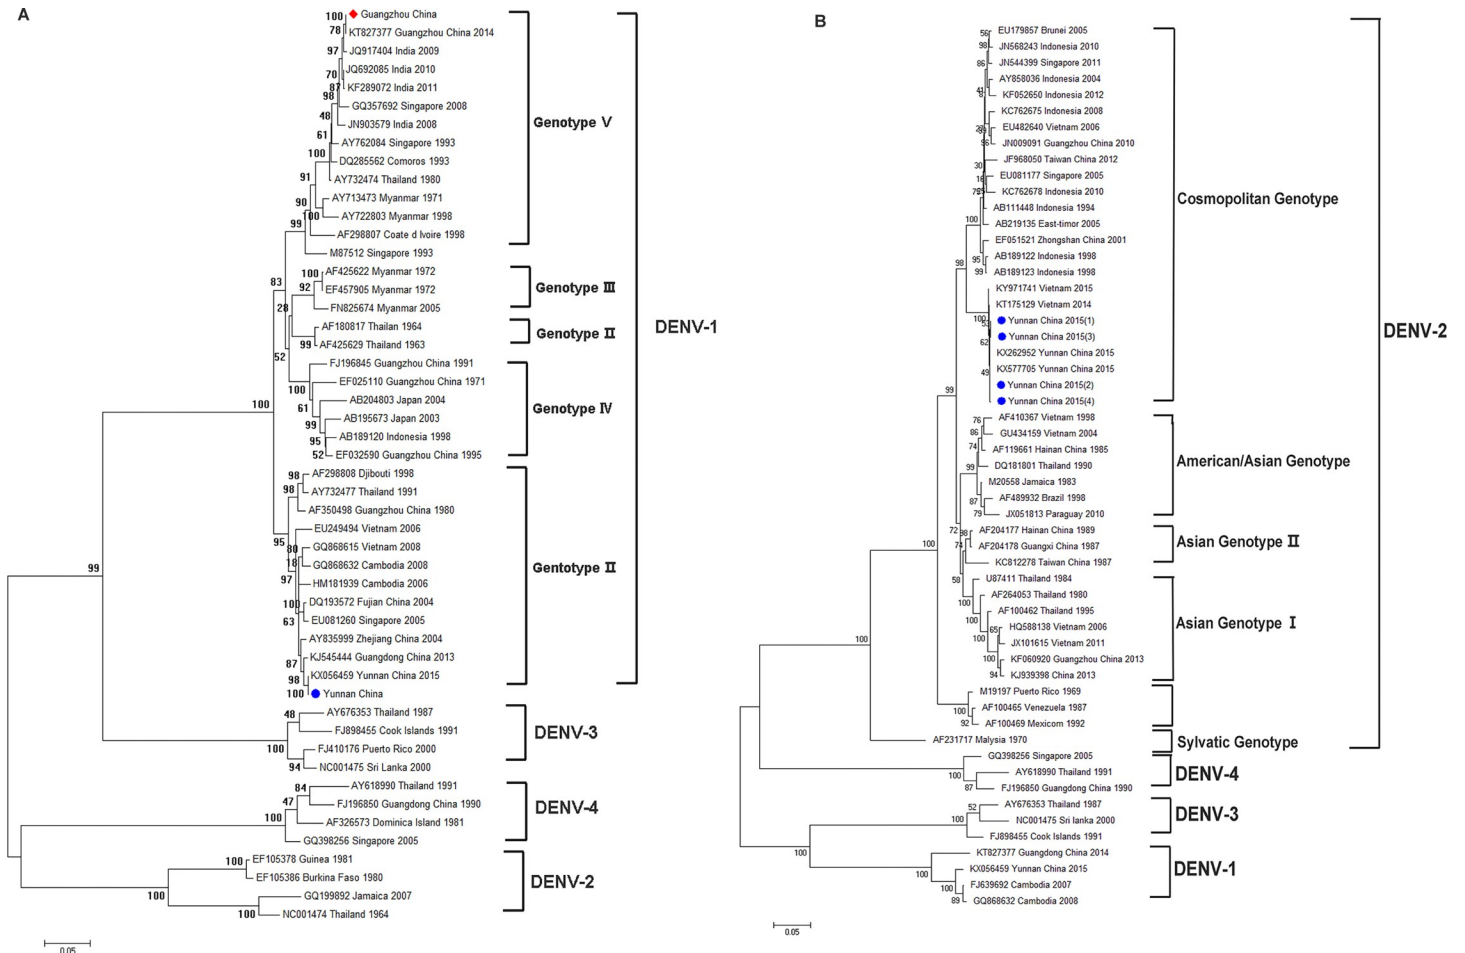 A
Guangzhou China
KT827377 Guangzhou China 2014
JQ917404 India 2009
JQ692085 India 2010
KF289072 India 2011
GQ357692 Singapore 2008
JN903579 India 2008
AY762084 Singapore 1993
DQ285562 Comoros 1993
AY732474 Thailand 1980
AY713473 Myanmar 1971
AY722803 Myanmar 1998
AF298807 Coate d Ivoire 1998
M87512 Singapore 1993
Genotype Ⅴ
AF425622 Myanmar 1972
EF457905 Myanmar 1972
FN825674 Myanmar 2005
Genotype Ⅲ
AF180817 Thailan 1964
AF425629 Thailand 1963
Genotype Ⅱ
FJ196845 Guangzhou China 1991
EF025110 Guangzhou China 1971
AB204803 Japan 2004
AB195673 Japan 2003
AB189120 Indonesia 1998
EF032590 Guangzhou China 1995
Genotype Ⅳ
AF298808 Djibouti 1998
AY732477 Thailand 1991
AF350498 Guangzhou China 1980
EU249494 Vietnam 2006
GQ868615 Vietnam 2008
GQ868632 Cambodia 2008
HM181939 Cambodia 2006
DQ193572 Fujian China 2004
EU081260 Singapore 2005
AY835999 Zhejiang China 2004
KJ545444 Guangdong China 2013
KX056459 Yunnan China 2015
Yunnan China
Gentotype Ⅱ
DENV-1
AY676353 Thailand 1987
FJ898455 Cook Islands 1991
FJ410176 Puerto Rico 2000
NC001475 Sri Lanka 2000
DENV-3
AY618990 Thailand 1991
FJ196850 Guangdong China 1990
AF326573 Dominica Island 1981
GQ398256 Singapore 2005
DENV-4
EF105378 Guinea 1981
EF105386 Burkina Faso 1980
GQ199892 Jamaica 2007
NC001474 Thailand 1964
DENV-2
100
78
97
70
87
98
48
61
100
91
90
100
99
83
100
92
28
99
52
100
61
99
95
52
100
98
98
95
80
18
97
100
63
87
98
100
99
48
100
94
84
47
100
100
100
100
0.05
B
EU179857 Brunei 2005
JN568243 Indonesia 2010
JN544399 Singapore 2011
AY858036 Indonesia 2004
KF052650 Indonesia 2012
KC762675 Indonesia 2008
EU482640 Vietnam 2006
JN009091 Guangzhou China 2010
JF968050 Taiwan China 2012
EU081177 Singapore 2005
KC762678 Indonesia 2010
AB111448 Indonesia 1994
AB219135 East-timor 2005
EF051521 Zhongshan China 2001
AB189122 Indonesia 1998
AB189123 Indonesia 1998
KY971741 Vietnam 2015
KT175129 Vietnam 2014
Yunnan China 2015(1)
Yunnan China 2015(3)
KX262952 Yunnan China 2015
KX577705 Yunnan China 2015
Yunnan China 2015(2)
Yunnan China 2015(4)
Cosmopolitan Genotype
AF410367 Vietnam 1998
GU434159 Vietnam 2004
AF119661 Hainan China 1985
DQ181801 Thailand 1990
M20558 Jamaica 1983
AF489932 Brazil 1998
JX051813 Paraguay 2010
American/Asian Genotype
AF204177 Hainan China 1989
AF204178 Guangxi China 1987
KC812278 Taiwan China 1987
Asian Genotype Ⅱ
U87411 Thailand 1984
AF264053 Thailand 1980
AF100462 Thailand 1995
HQ588138 Vietnam 2006
JX101615 Vietnam 2011
KF060920 Guangzhou China 2013
KJ939398 China 2013
Asian Genotype Ⅰ
M19197 Puerto Rico 1969
AF100465 Venezuela 1987
AF100469 Mexicom 1992
AF231717 Malysia 1970
Sylvatic Genotype
DENV-2
GQ398256 Singapore 2005
AY618990 Thailand 1991
FJ196850 Guangdong China 1990
DENV-4
AY676353 Thailand 1987
NC001475 Sri lanka 2000
FJ898455 Cook Islands 1991
DENV-3
KT827377 Guangdong China 2014
KX056459 Yunnan China 2015
FJ639692 Cambodia 2007
GQ868632 Cambodia 2008
DENV-1
56
98
86
30
100
95
99
98
100
62
49
99
76
86
74
99
87
79
72
74
58
100
100
65
100
100
94
100
100
92
100
100
87
52
100
100
100
100
89
0.05